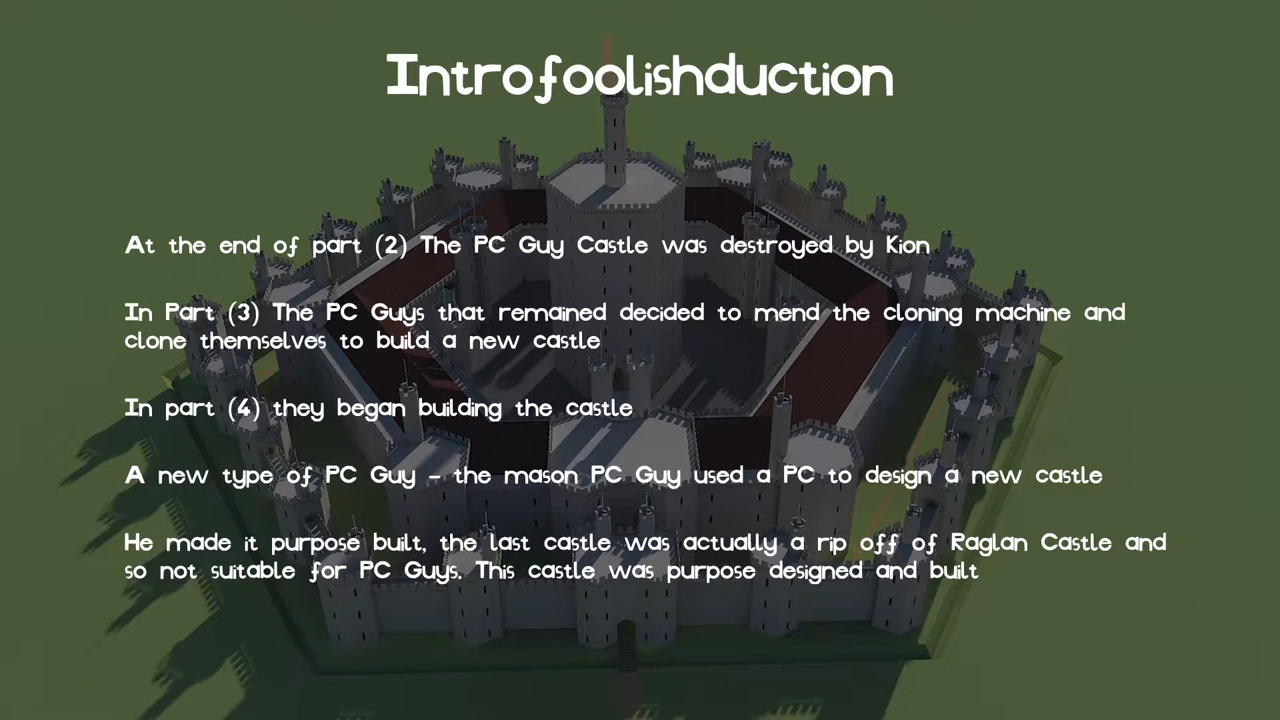 Introfoolishduction
At the end of part (2) The PC Guy Castle was destroyed by Kion
In Part (3) The PC Guys that remained decided to mend the cloning machine and
clone themselves to build a new castle
In part (4) they began building the castle
A new type of PC Guy - the mason PC Guy used a PC to design a new castle
He made it purpose built, the last castle was actually a rip off of Raglan Castle and
so not suitable for PC Guys. This castle was purpose designed and built